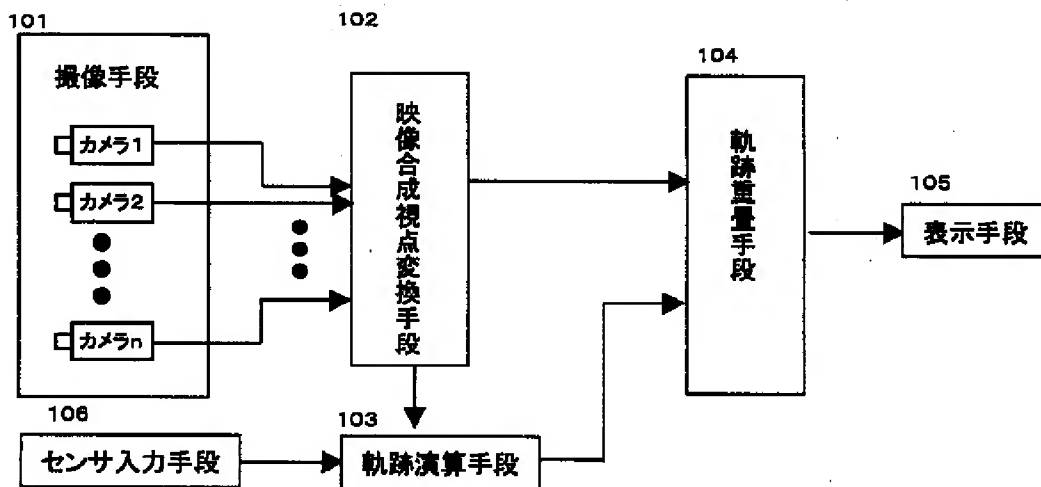 101
撮像手段
カメラ1
カメラ2
カメラn
102
映像合成視点変換手段
104
軌跡重畳手段
105
表示手段
106
センサ入力手段
103
軌跡演算手段